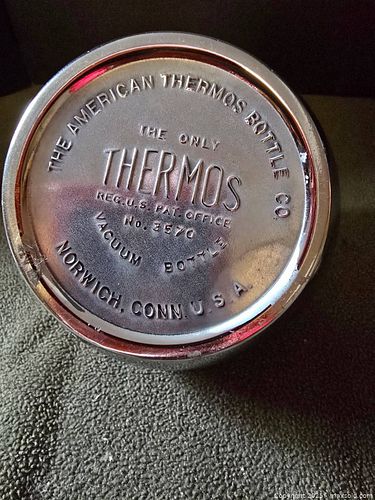 THE AMERICAN THERMOS BOTTLE CO.
THE ONLY
THERMOS
REG. U.S. PAT. OFFICE
No. 3570
VACUUM BOTTLE
NORWICH, CONN. U.S.A.